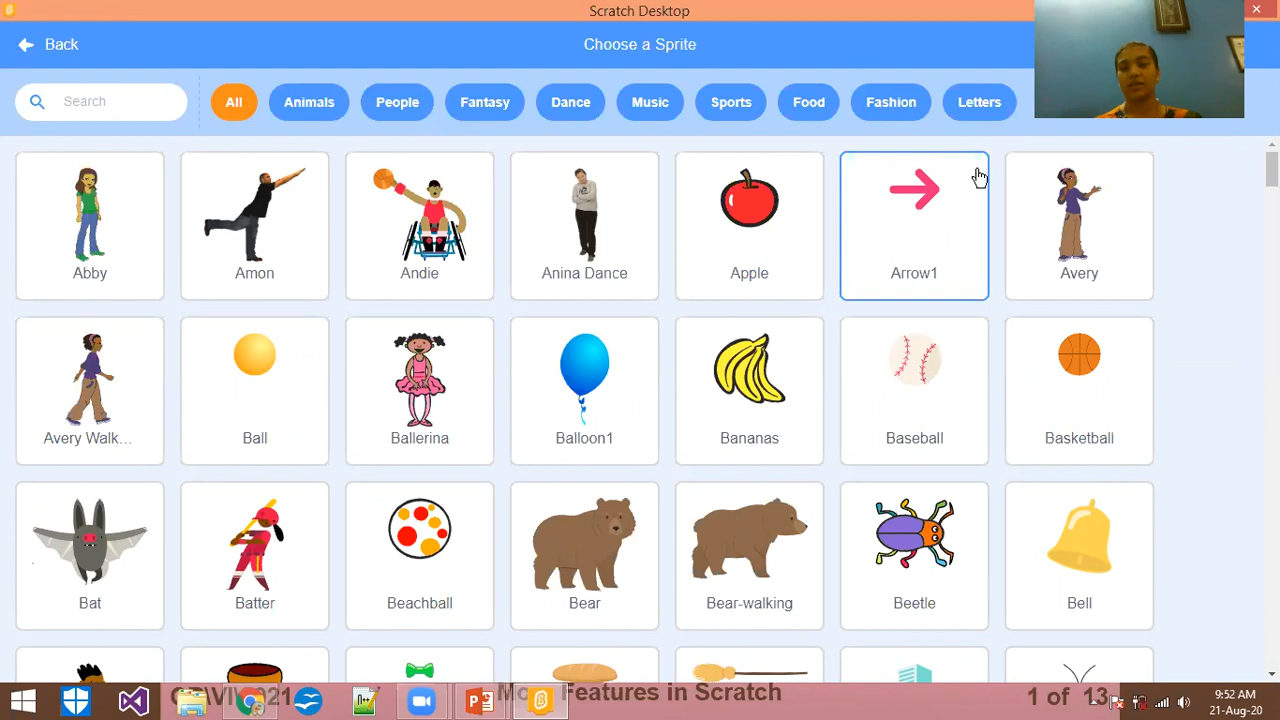 Scratch Desktop
Back
Choose a Sprite
Search
All
Animals
People
Fantasy
Dance
Music
Sports
Food
Fashion
Letters
Abby
Amon
Andie
Anina Dance
Apple
Arrow1
Avery
Avery Walk...
Ball
Ballerina
Balloon1
Bananas
Baseball
Basketball
Bat
Batter
Beachball
Bear
Bear-walking
Beetle
Bell
Features in Scratch
1 of 13
9:52 AM
21-Aug-20